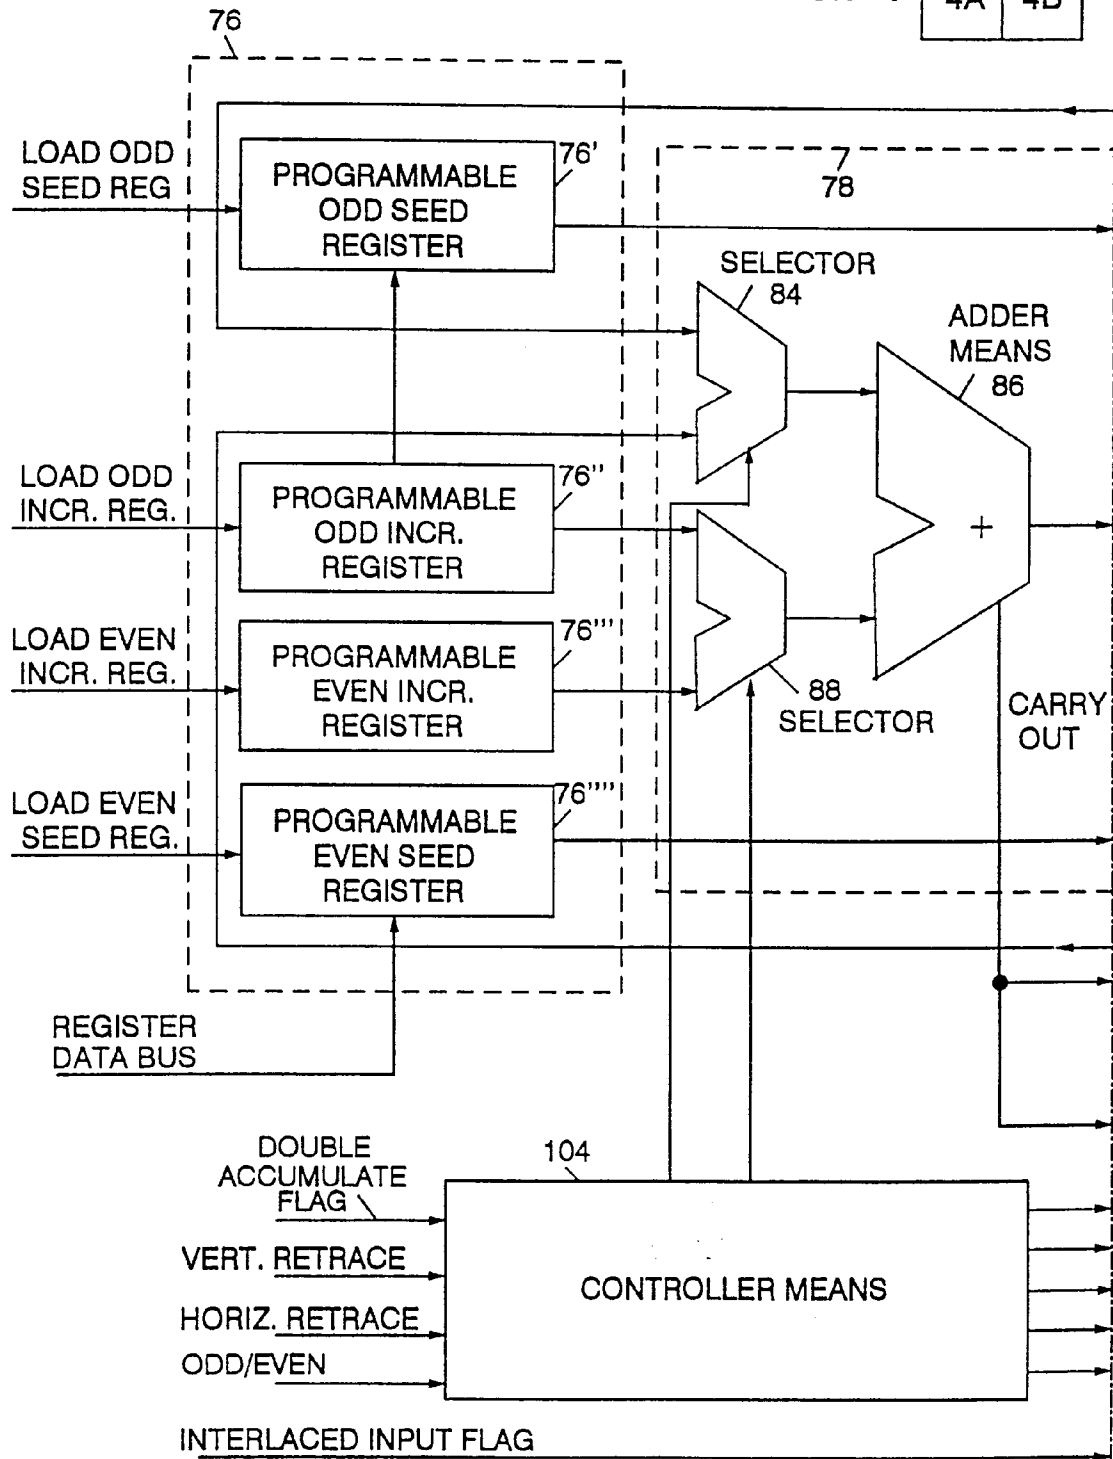 4A 4B
76
LOAD ODD
SEED REG
PROGRAMMABLE
ODD SEED
REGISTER
76'
7
78
SELECTOR
84
ADDER
MEANS
86
+
LOAD ODD
INCR. REG.
PROGRAMMABLE
ODD INCR.
REGISTER
76''
LOAD EVEN
INCR. REG.
PROGRAMMABLE
EVEN INCR.
REGISTER
76'''
88
SELECTOR
CARRY
OUT
LOAD EVEN
SEED REG.
PROGRAMMABLE
EVEN SEED
REGISTER
76''''
REGISTER
DATA BUS
DOUBLE
ACCUMULATE
FLAG
104
VERT. RETRACE
CONTROLLER MEANS
HORIZ. RETRACE
ODD/EVEN
INTERLACED INPUT FLAG